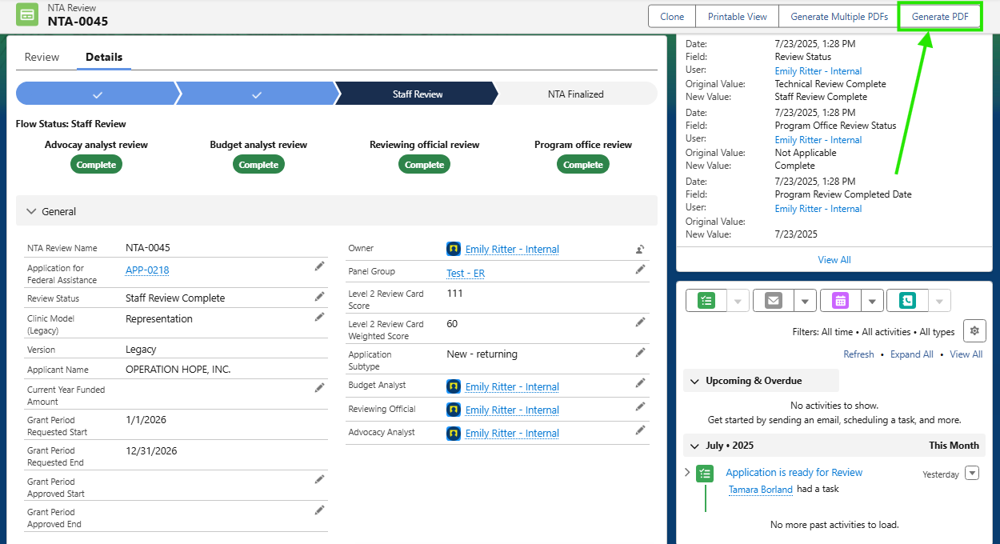 NTA Review
NTA-0045
Clone
Printable View
Generate Multiple PDFs
Generate PDF
Review
Details
Staff Review
NTA Finalized
Flow Status: Staff Review
Advocay analyst review
Complete
Budget analyst review
Complete
Reviewing official review
Complete
Program office review
Complete
General
NTA Review Name
NTA-0045
Application for
Federal Assistance
APP-0218
Review Status
Staff Review Complete
Clinic Model
(Legacy)
Representation
Version
Legacy
Applicant Name
OPERATION HOPE, INC.
Current Year Funded
Amount
Grant Period
Requested Start
1/1/2026
Grant Period
Requested End
12/31/2026
Grant Period
Approved Start
Grant Period
Approved End
Owner
Emily Ritter - Internal
Panel Group
Test - ER
Level 2 Review Card
Score
111
Level 2 Review Card
Weighted Score
60
Application
Subtype
New - returning
Budget Analyst
Emily Ritter - Internal
Reviewing Official
Emily Ritter - Internal
Advocacy Analyst
Emily Ritter - Internal
Date:
7/23/2025, 1:28 PM
Field:
Review Status
User:
Emily Ritter - Internal
Original Value:
Technical Review Complete
New Value:
Staff Review Complete
Date:
7/23/2025, 1:28 PM
Field:
Program Office Review Status
User:
Emily Ritter - Internal
Original Value:
Not Applicable
New Value:
Complete
Date:
7/23/2025, 1:28 PM
Field:
Program Review Completed Date
User:
Emily Ritter - Internal
Original Value:
New Value:
7/23/2025
View All
Filters: All time • All activities • All types
Refresh • Expand All • View All
Upcoming & Overdue
No activities to show.
Get started by sending an email, scheduling a task, and more.
July • 2025
This Month
Application is ready for Review
Yesterday
Tamara Borland had a task
No more past activities to load.